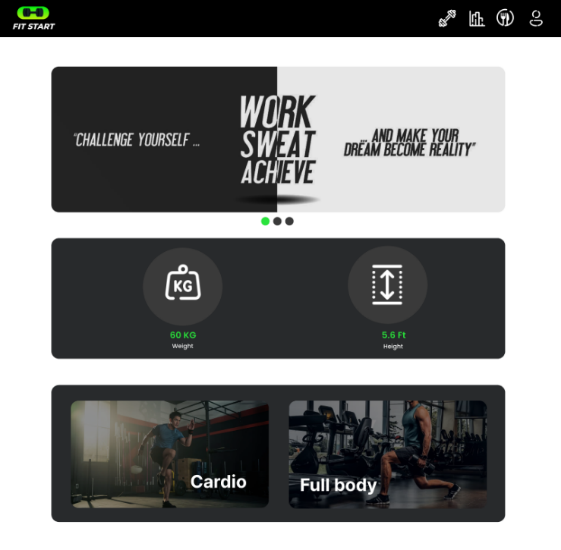 FIT START
"CHALLENGE YOURSELF ...
WORK
SWEAT
ACHIEVE
... AND MAKE YOUR
DREAM BECOME REALITY"
KG
60 KG
Weight
5.6 Ft
Height
Cardio
Full body